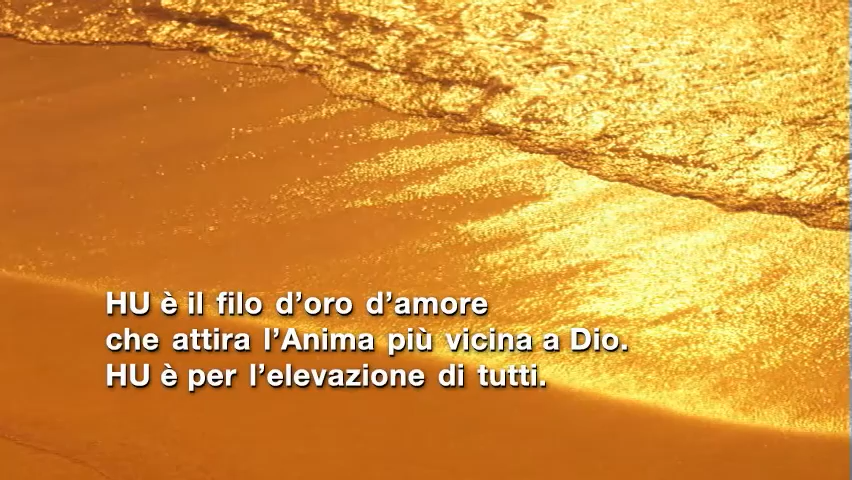 HU è il filo d’oro d’amore
che attira l’Anima più vicina a Dio.
HU è per l’elevazione di tutti.